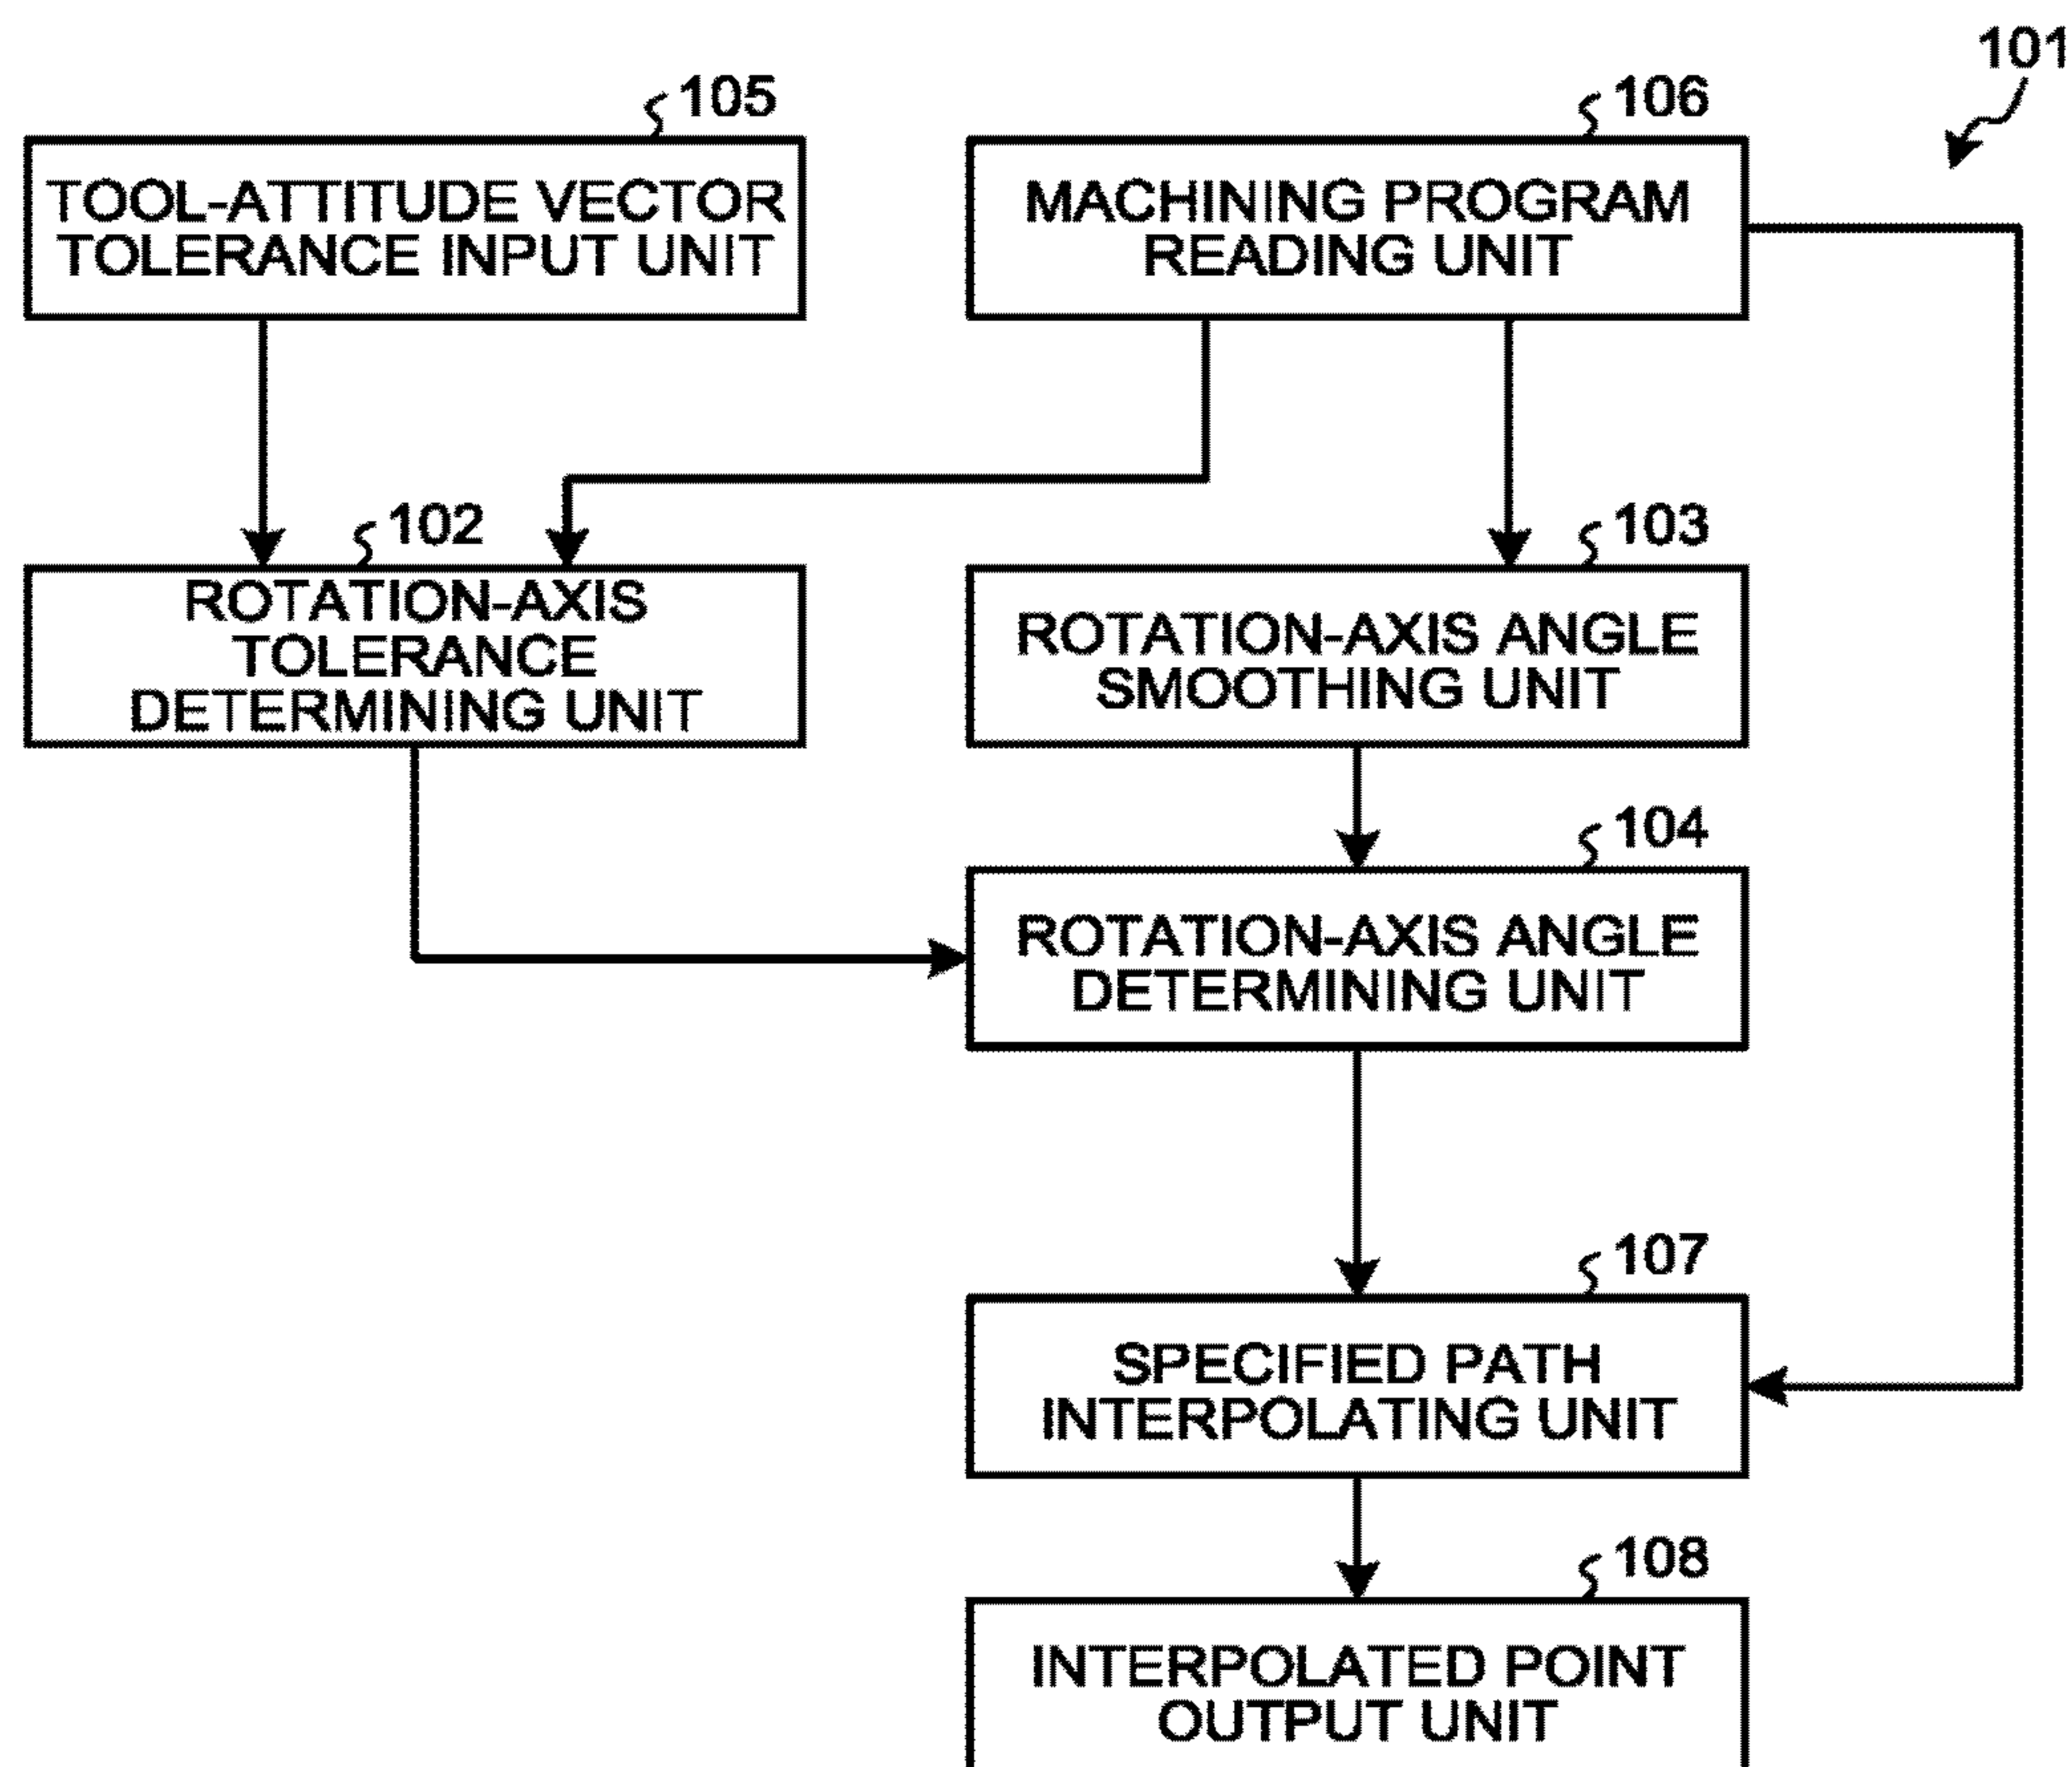 101
105
TOOL-ATTITUDE VECTOR
TOLERANCE INPUT UNIT
106
MACHINING PROGRAM
READING UNIT
102
ROTATION-AXIS
TOLERANCE
DETERMINING UNIT
103
ROTATION-AXIS ANGLE
SMOOTHING UNIT
104
ROTATION-AXIS ANGLE
DETERMINING UNIT
107
SPECIFIED PATH
INTERPOLATING UNIT
108
INTERPOLATED POINT
OUTPUT UNIT